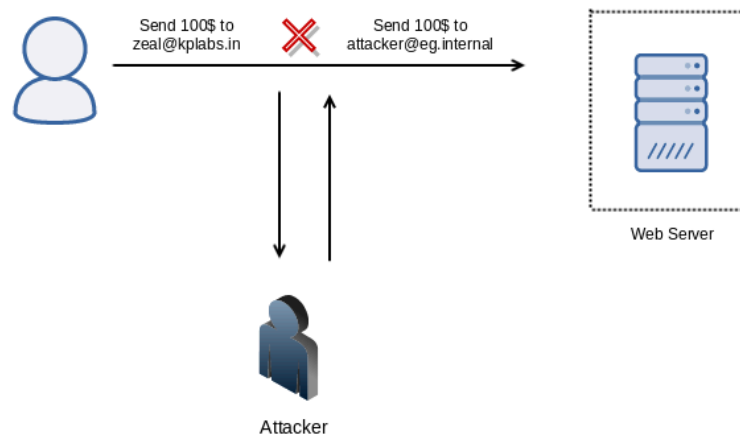 Send 100$ to
zeal@kplabs.in
Send 100$ to
attacker@eg.internal
Web Server
Attacker